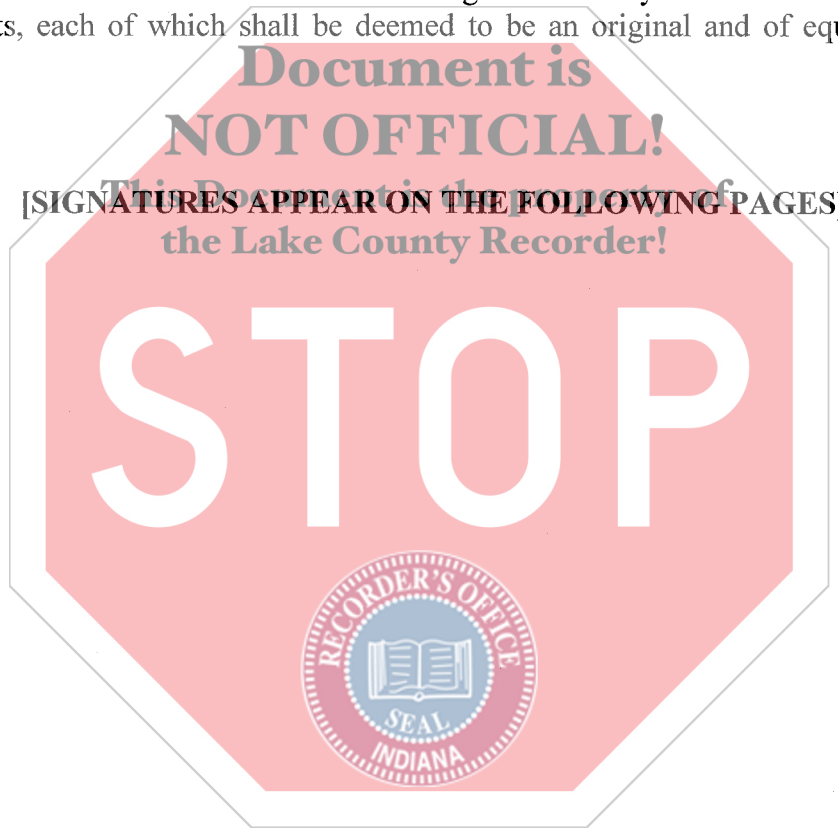 ts, each of which shall be deemed to be an original and of equ
Document is
NOT OFFICIAL!
This Document is the property of
[SIGNATURES APPEAR ON THE FOLLOWING PAGES]
the Lake County Recorder!
STOP
RECORDER'S OFFICE
SEAL
INDIANA